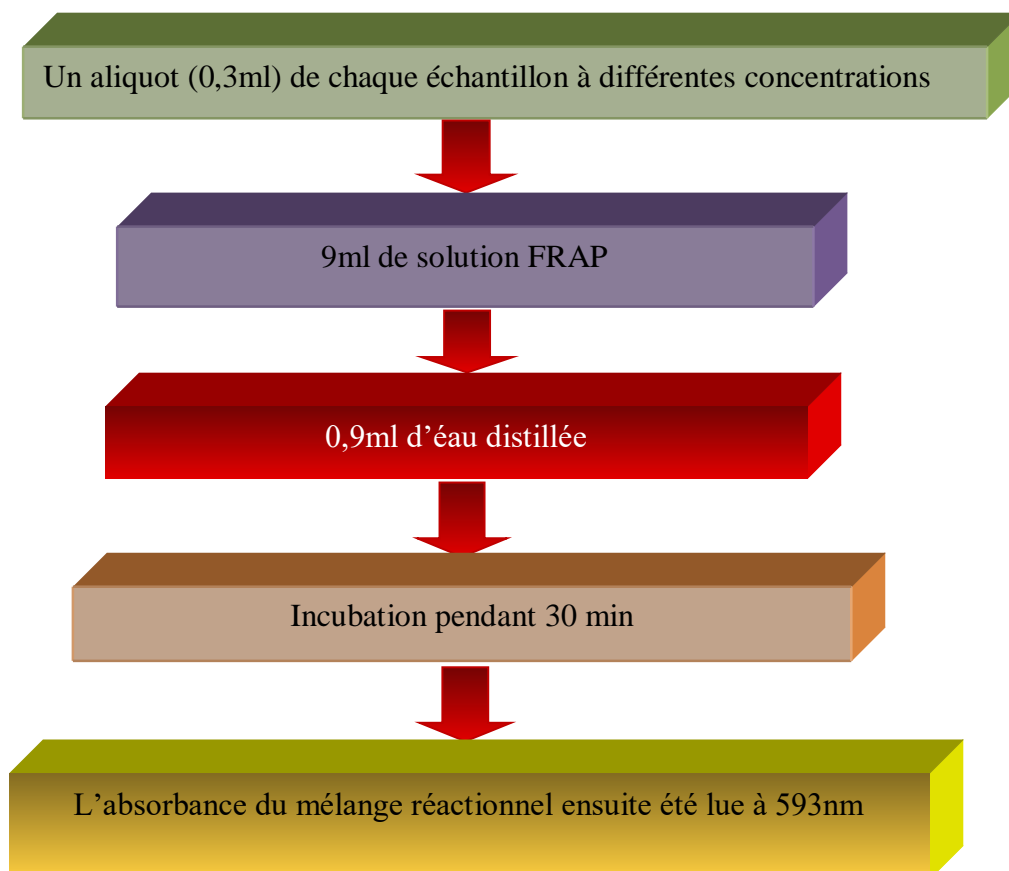 Un aliquot (0,3ml) de chaque échantillon à différentes concentrations
9ml de solution FRAP
0,9ml d’éau distillée
Incubation pendant 30 min
L’absorbance du mélange réactionnel ensuite été lue à 593nm